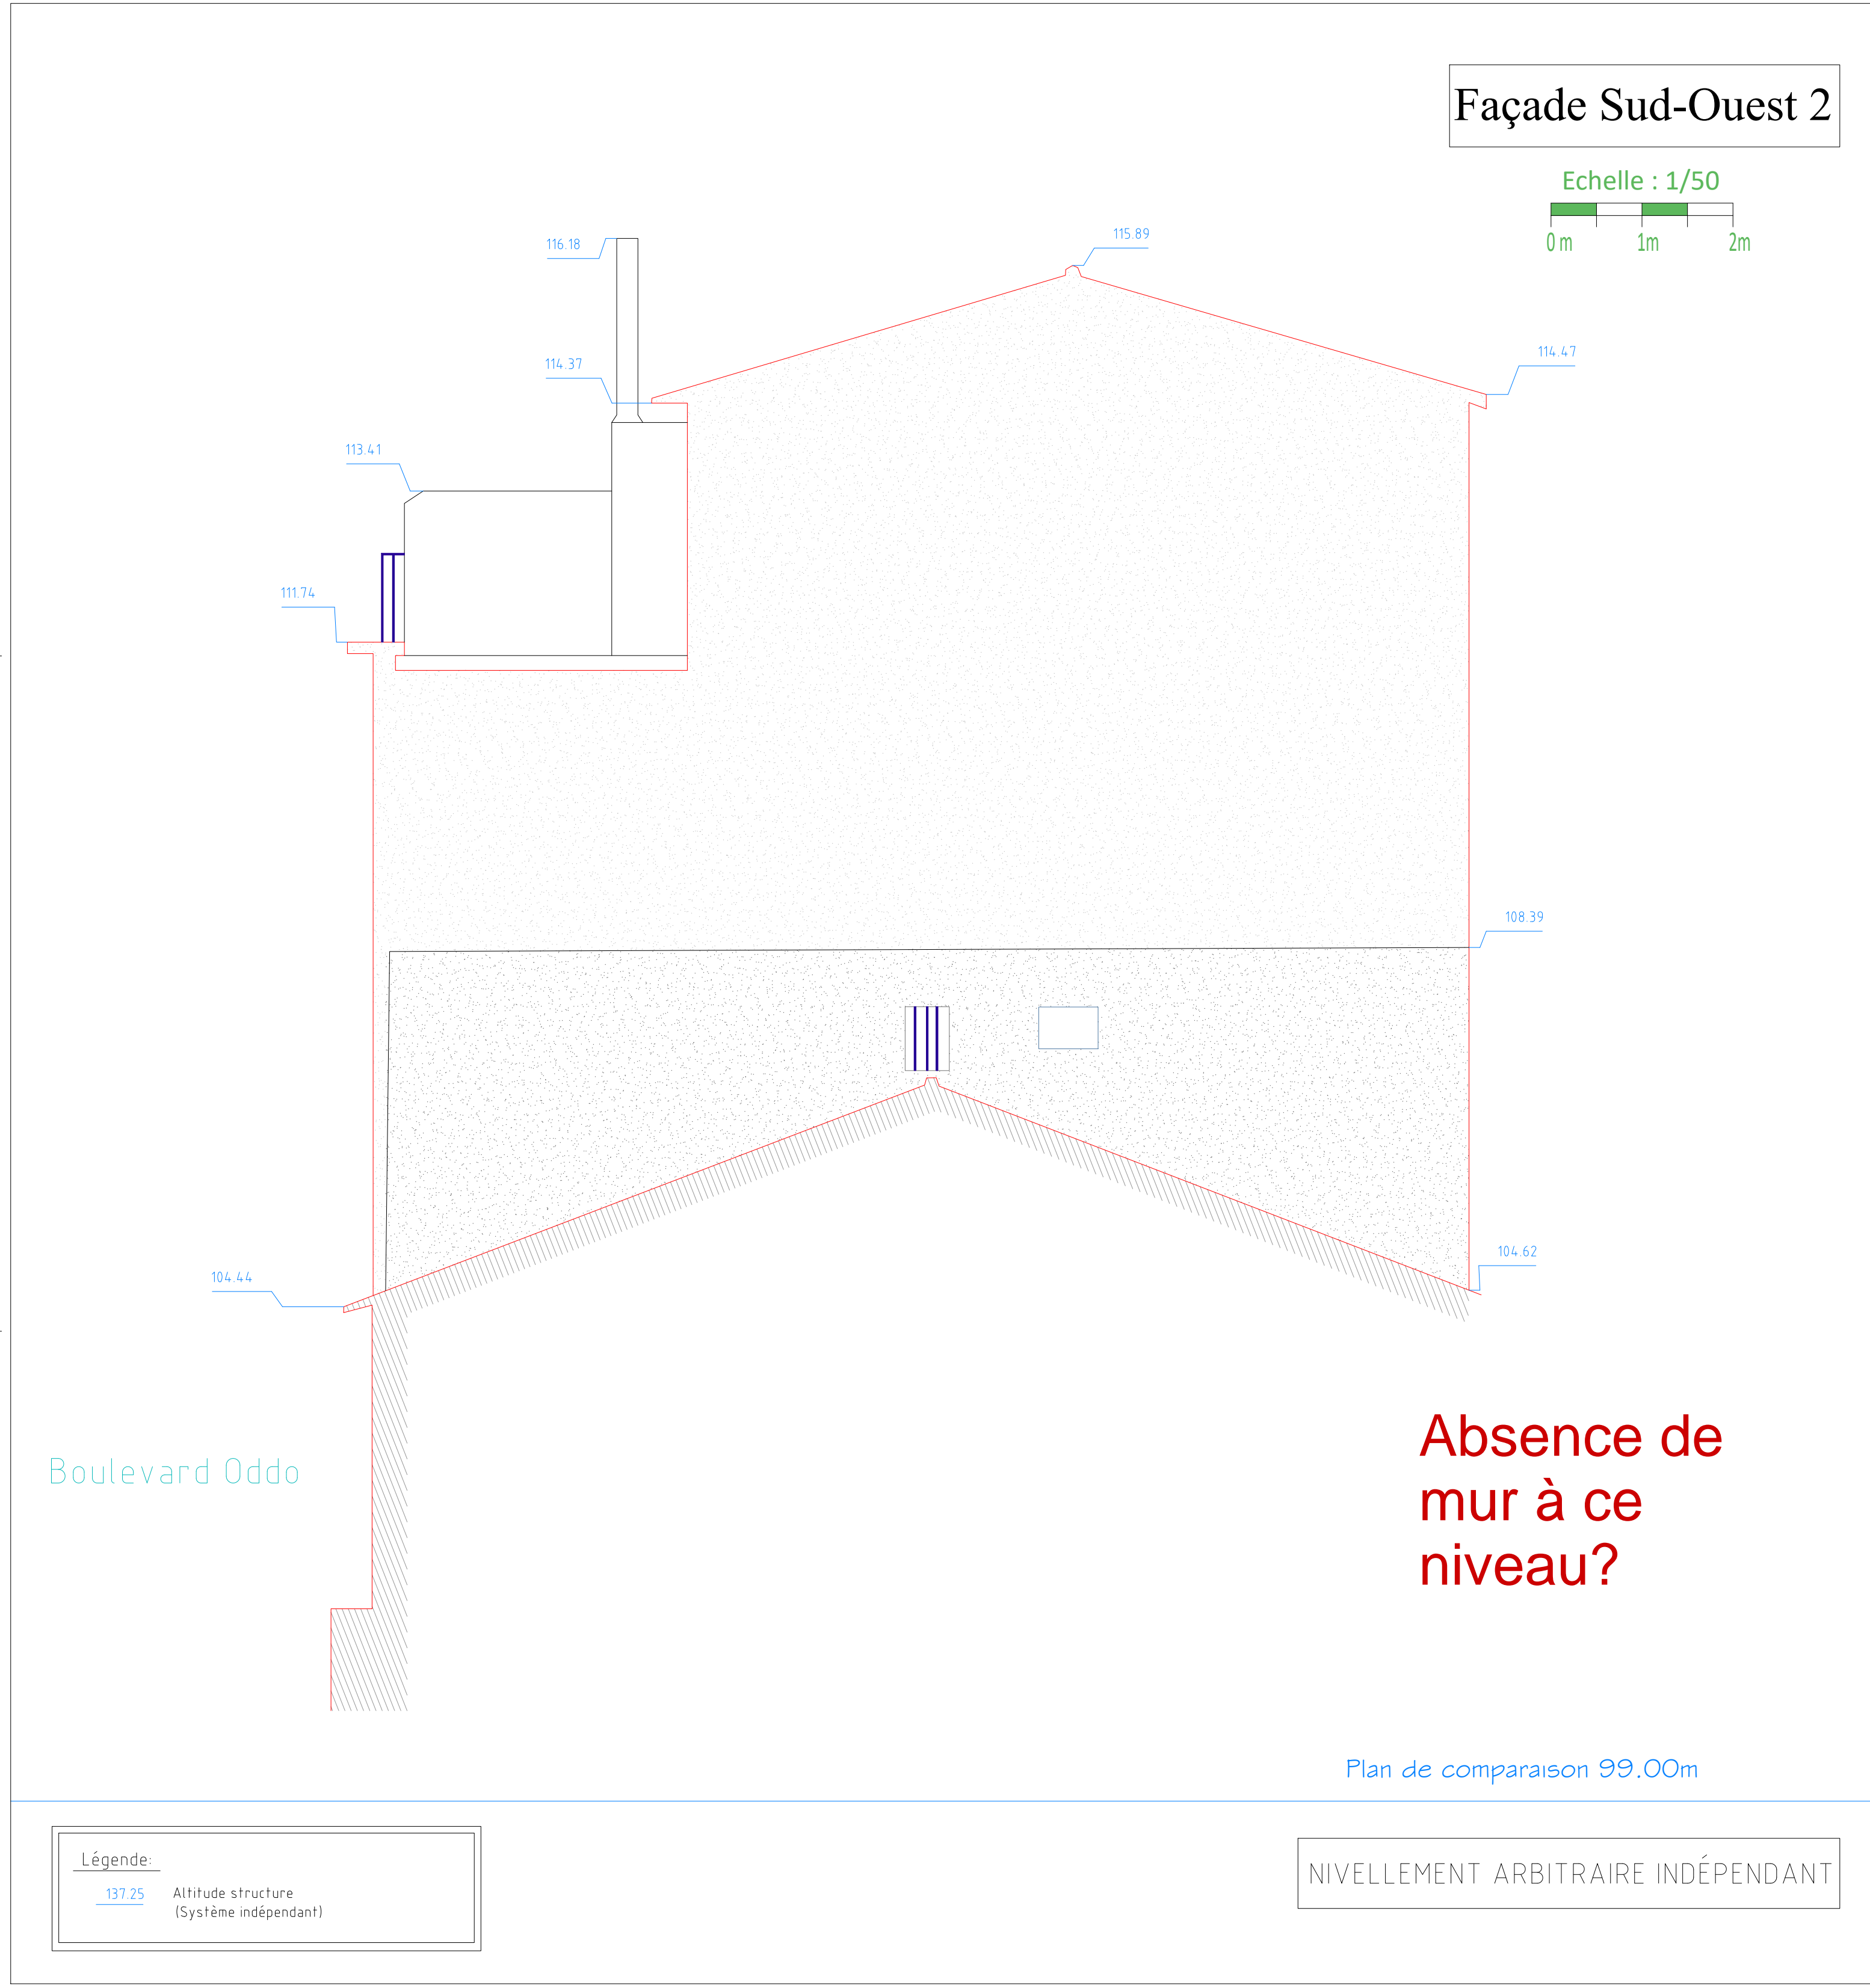 Façade Sud-Ouest 2
Echelle : 1/50
0 m 1m 2m
116.18
115.89
114.37
114.47
113.41
111.74
108.39
104.62
104.44
Absence de
mur à ce
niveau?
Boulevard Oddo
Plan de comparaison 99.00m
Légende:
137.25 Altitude structure
(Système indépendant)
NIVELLEMENT ARBITRAIRE INDÉPENDANT